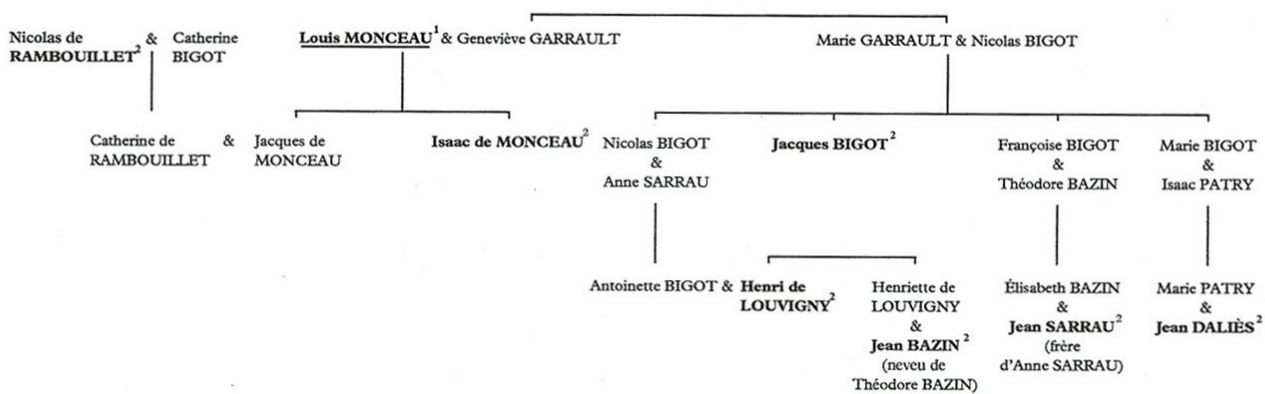 Nicolas de RAMBOUILLET² & Catherine BIGOT
Louis MONCEAU¹ & Geneviève GARRAULT
Marie GARRAULT & Nicolas BIGOT
Catherine de RAMBOUILLET & Jacques de MONCEAU
Isaac de MONCEAU²
Nicolas BIGOT
&
Anne SARRAU
Jacques BIGOT²
Françoise BIGOT
&
Théodore BAZIN
Marie BIGOT
&
Isaac PATRY
Antoinette BIGOT & Henri de LOUVIGNY²
Henriette de
LOUVIGNY
&
Jean BAZIN²
(neveu de
Théodore BAZIN)
Élisabeth BAZIN
&
Jean SARRAU²
(frère
d'Anne SARRAU)
Marie PATRY
&
Jean DALIÈS²